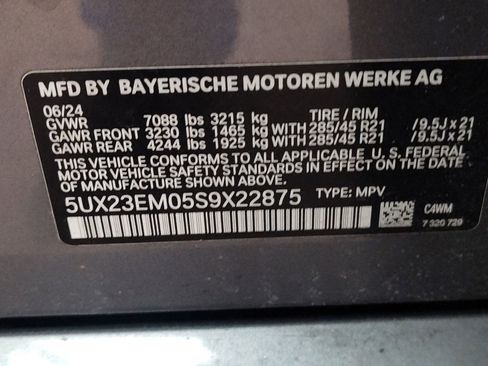 MFD BY BAYERISCHE MOTOREN WERKE AG
06/24 TIRE / RIM
GVWR 7088 lbs 3215 kg
GAWR FRONT 3230 lbs 1465 kg WITH 285/45 R21 /9.5J x 21
GAWR REAR 4244 lbs 1925 kg WITH 285/45 R21 /9.5J x 21
THIS VEHICLE CONFORMS TO ALL APPLICABLE U.S. FEDERAL
MOTOR VEHICLE SAFETY STANDARDS IN EFFECT
ON THE DATE OF MANUFACTURE SHOWN ABOVE.
5UX23EM05S9X22875 TYPE: MPV
C4WM
7 320 729